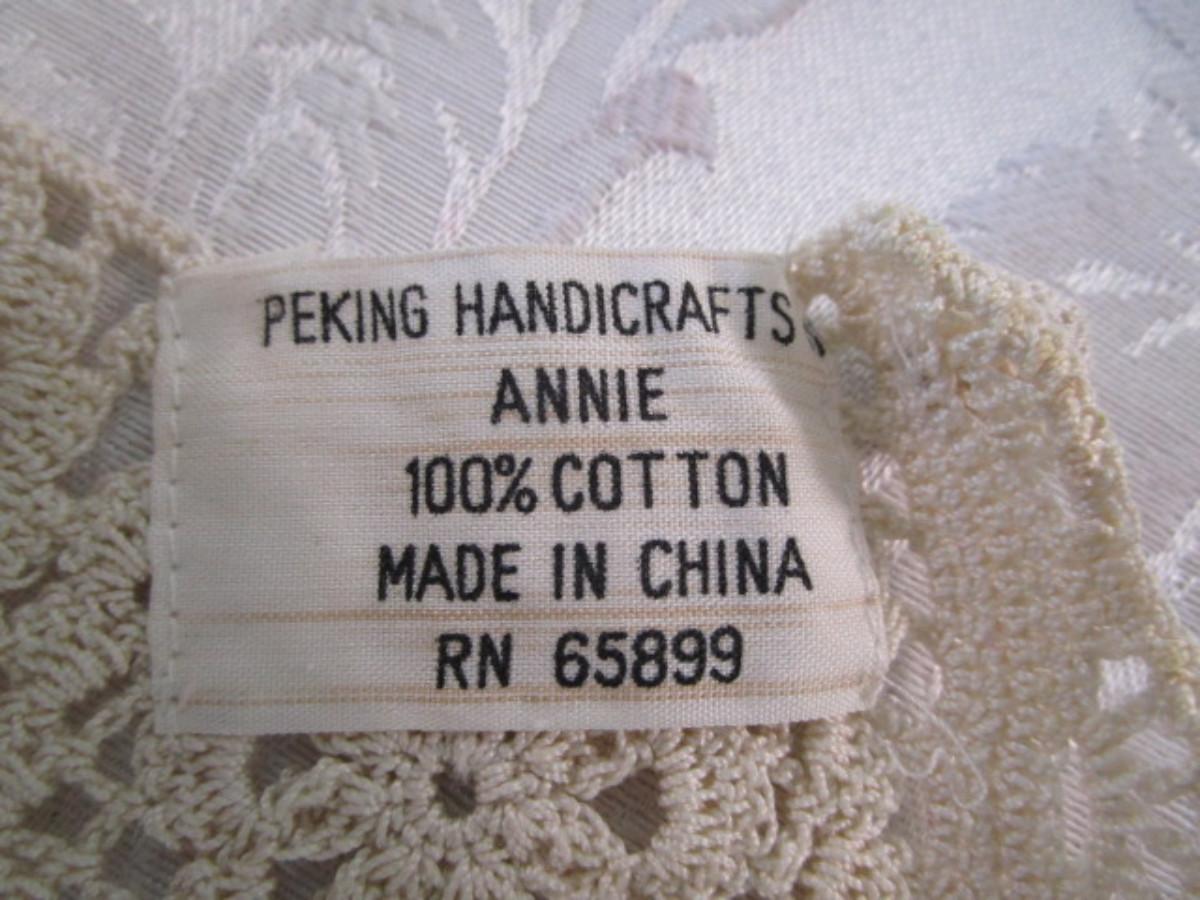 PEKING HANDICRAFTS
ANNIE
100% COTTON
MADE IN CHINA
RN 65899